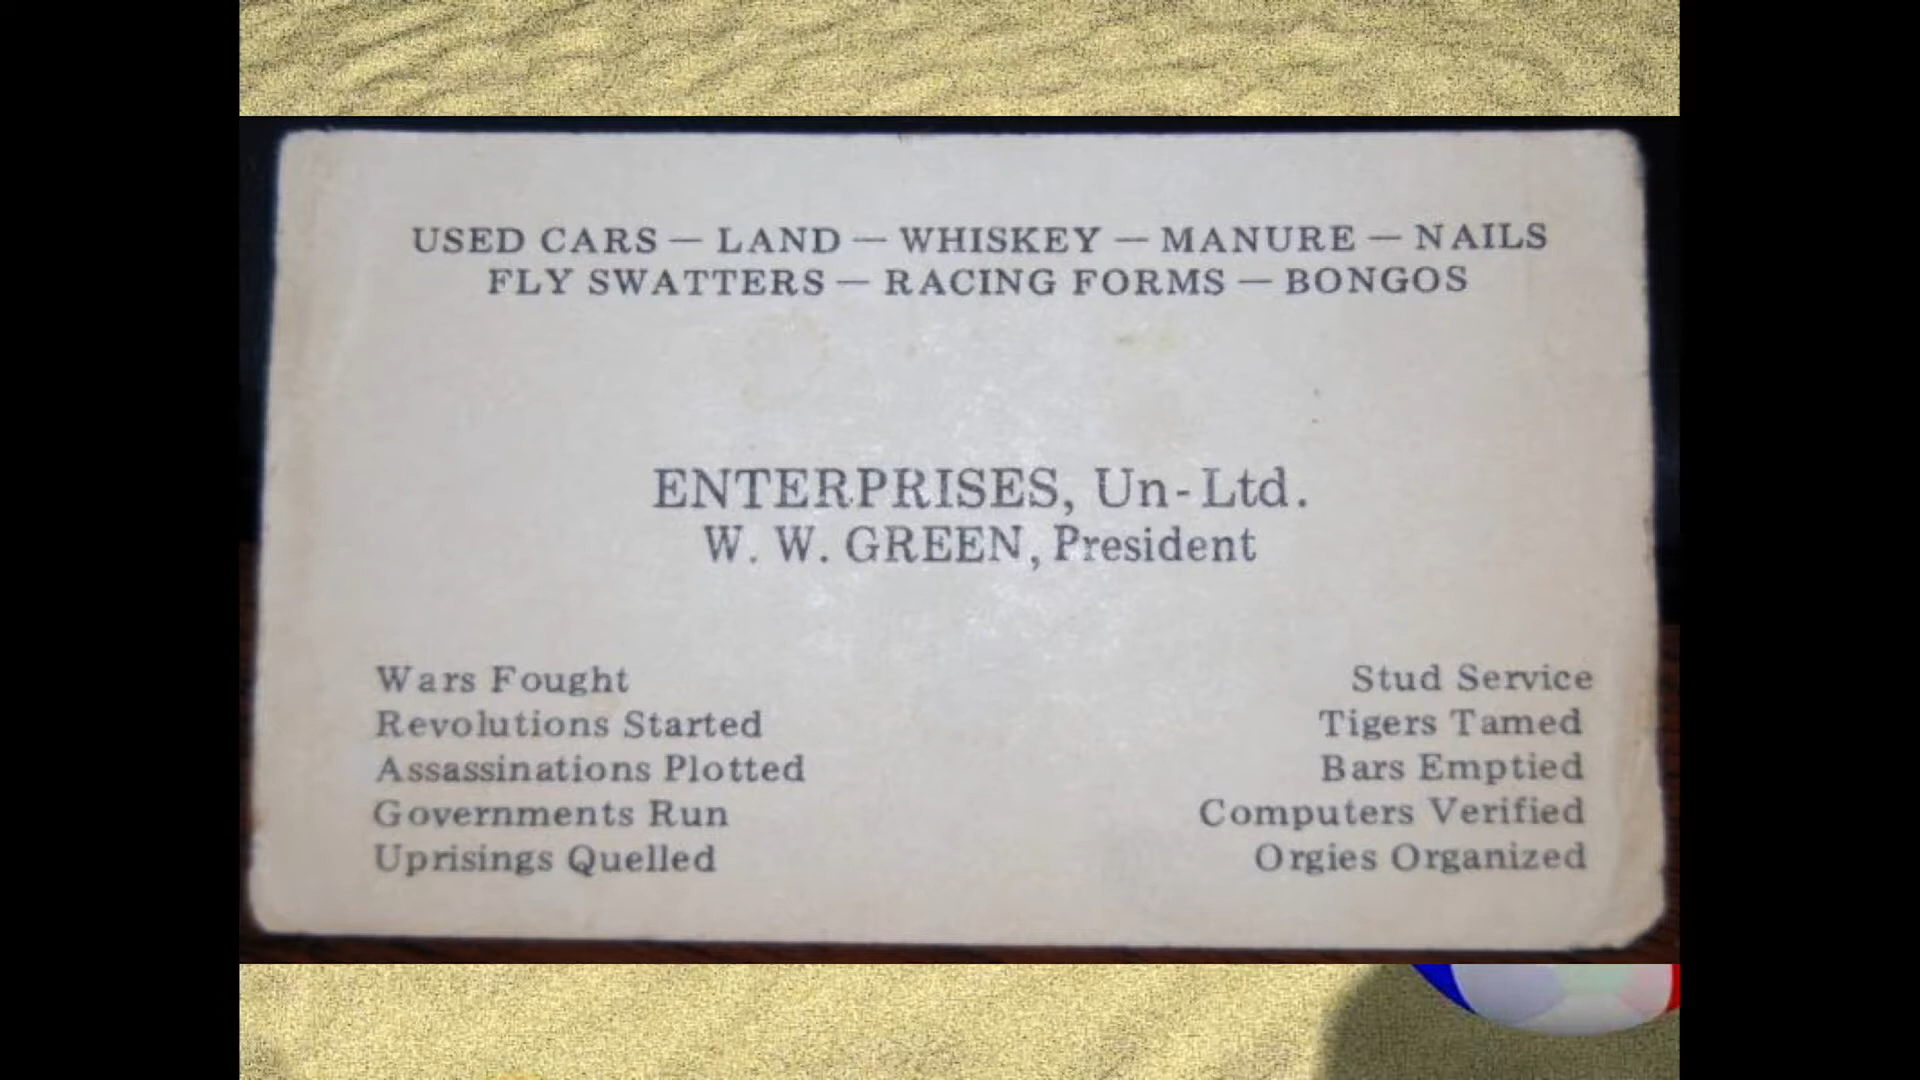 USED CARS — LAND — WHISKEY — MANURE — NAILS
FLY SWATTERS — RACING FORMS — BONGOS
ENTERPRISES, Un-Ltd.
W. W. GREEN, President
Wars Fought
Revolutions Started
Assassinations Plotted
Governments Run
Uprisings Quelled
Stud Service
Tigers Tamed
Bars Emptied
Computers Verified
Orgies Organized